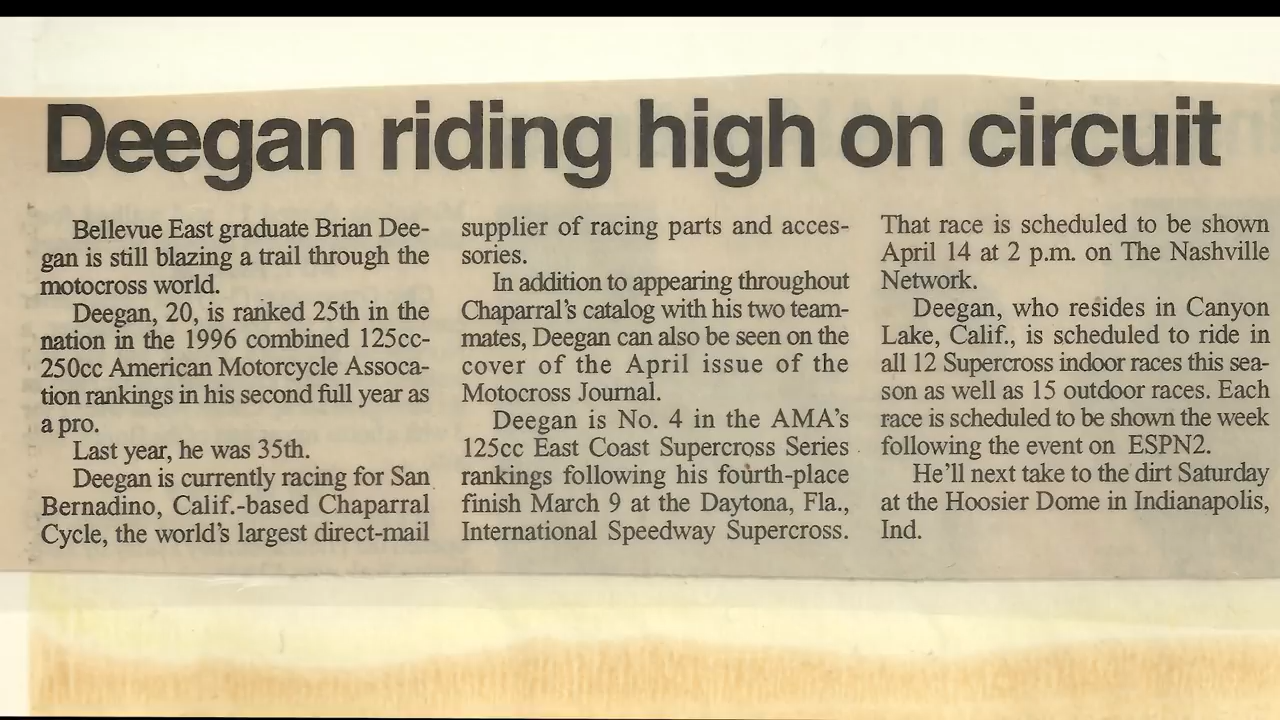 Deegan riding high on circuit
Bellevue East graduate Brian Dee-
gan is still blazing a trail through the
motocross world.
Deegan, 20, is ranked 25th in the
nation in the 1996 combined 125cc-
250cc American Motorcycle Assoca-
tion rankings in his second full year as
a pro.
Last year, he was 35th.
Deegan is currently racing for San
Bernadino, Calif.-based Chaparral
Cycle, the world's largest direct-mail
supplier of racing parts and acces-
sories.
In addition to appearing throughout
Chaparral's catalog with his two team-
mates, Deegan can also be seen on the
cover of the April issue of the
Motocross Journal.
Deegan is No. 4 in the AMA's
125cc East Coast Supercross Series
rankings following his fourth-place
finish March 9 at the Daytona, Fla.,
International Speedway Supercross.
That race is scheduled to be shown
April 14 at 2 p.m. on The Nashville
Network.
Deegan, who resides in Canyon
Lake, Calif., is scheduled to ride in
all 12 Supercross indoor races this sea-
son as well as 15 outdoor races. Each
race is scheduled to be shown the week
following the event on ESPN2.
He'll next take to the dirt Saturday
at the Hoosier Dome in Indianapolis,
Ind.